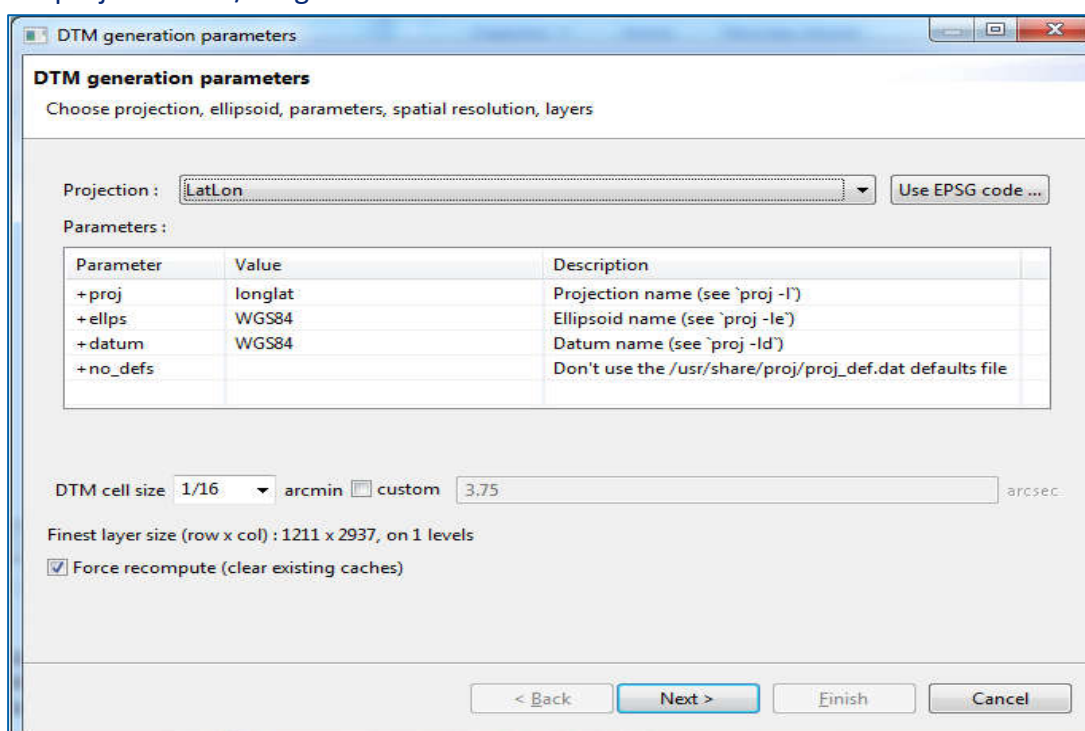 DTM generation parameters
DTM generation parameters
Choose projection, ellipsoid, parameters, spatial resolution, layers
Projection : LatLon Use EPSG code ...
Parameters :
Parameter Value Description
+proj longlat Projection name (see `proj -l`)
+ellps WGS84 Ellipsoid name (see `proj -le`)
+datum WGS84 Datum name (see `proj -ld`)
+no_defs Don't use the /usr/share/proj/proj_def.dat defaults file
DTM cell size 1/16 arcmin custom 3.75 arcsec
Finest layer size (row x col) : 1211 x 2937, on 1 levels
Force recompute (clear existing caches)
< Back Next > Finish Cancel